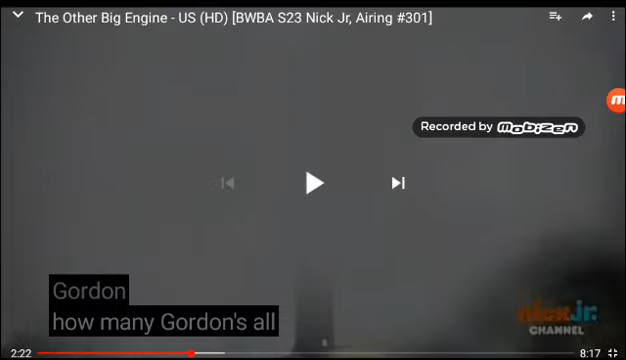 The Other Big Engine - US (HD) [BWBA S23 Nick Jr, Airing #301]
Recorded by MOBIZEN
Gordon
how many Gordon's all
nick jr.
CHANNEL
2:22
8:17